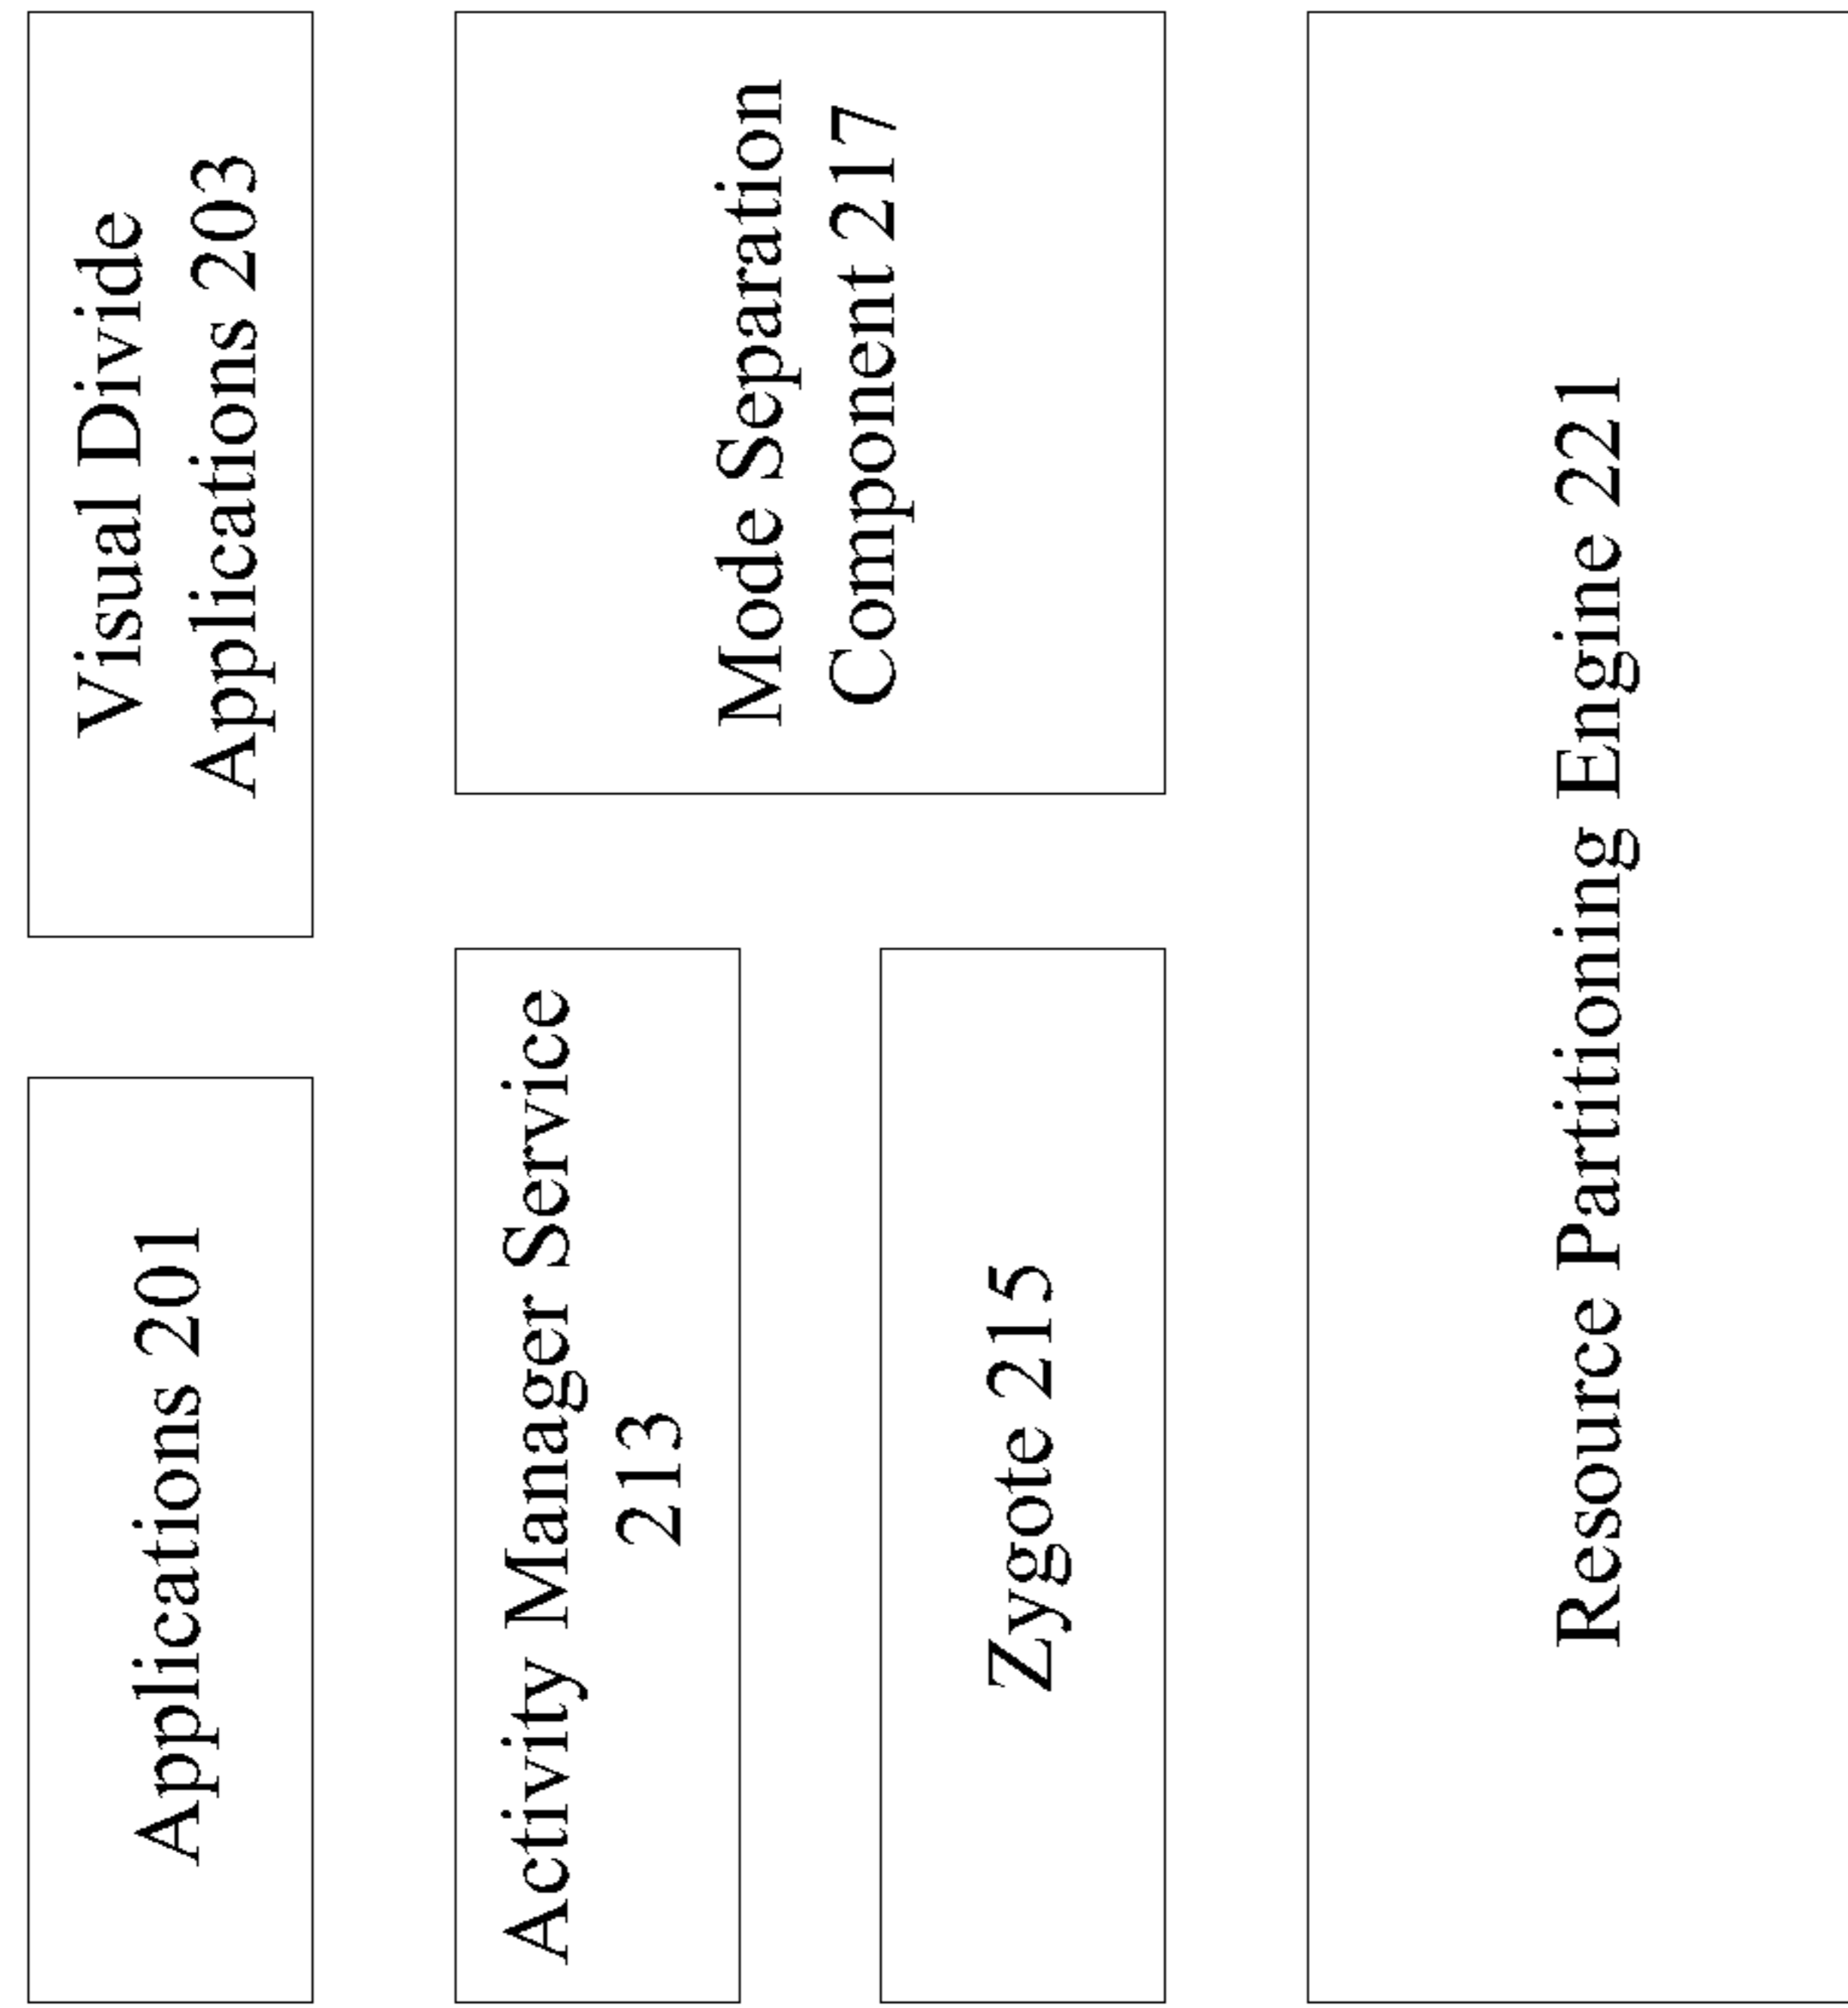 Applications 201
Visual Divide
Applications 203
Activity Manager Service
213
Mode Separation
Component 217
Zygote 215
Resource Partitioning Engine 221